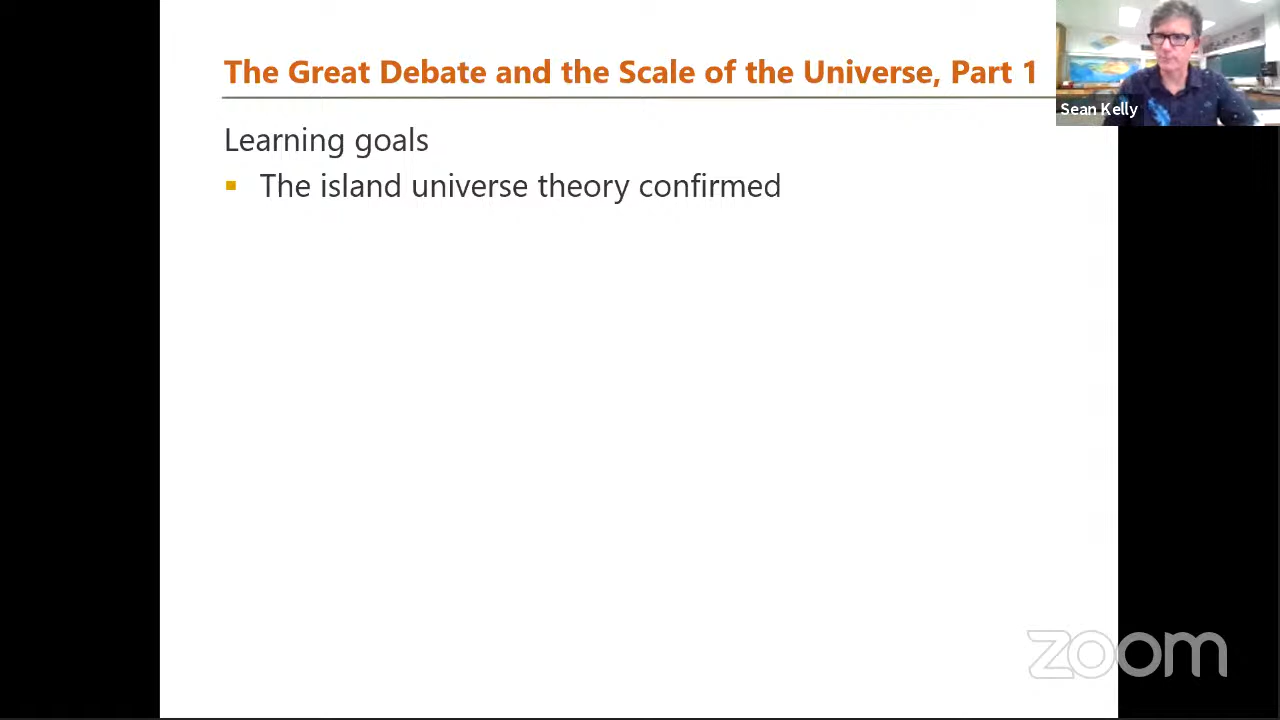 The Great Debate and the Scale of the Universe, Part 1
Sean Kelly
Learning goals
▪ The island universe theory confirmed
zoom